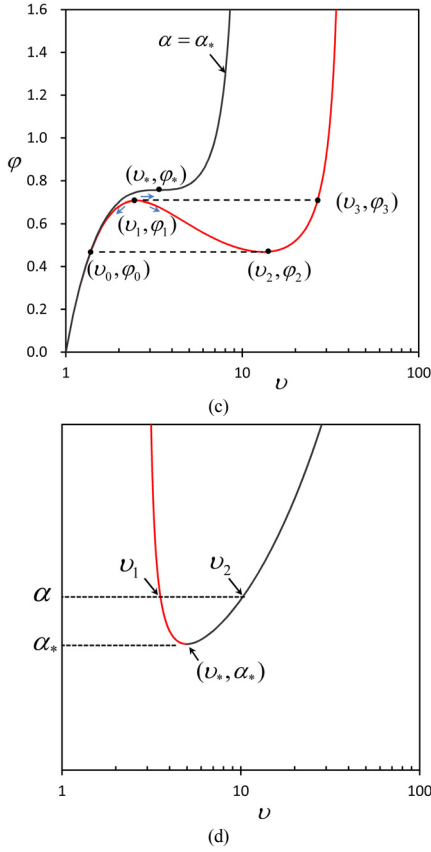 1.6
α = α*
1.4
1.2
1.0
φ
(υ*, φ*)
0.8
(υ₃, φ₃)
0.6
(υ₁, φ₁)
0.4
(υ₀, φ₀)
(υ₂, φ₂)
0.2
0.0
1 10 100
υ
(c)
υ₁ υ₂
α
α*
(υ*, α*)
1 10 100
υ
(d)